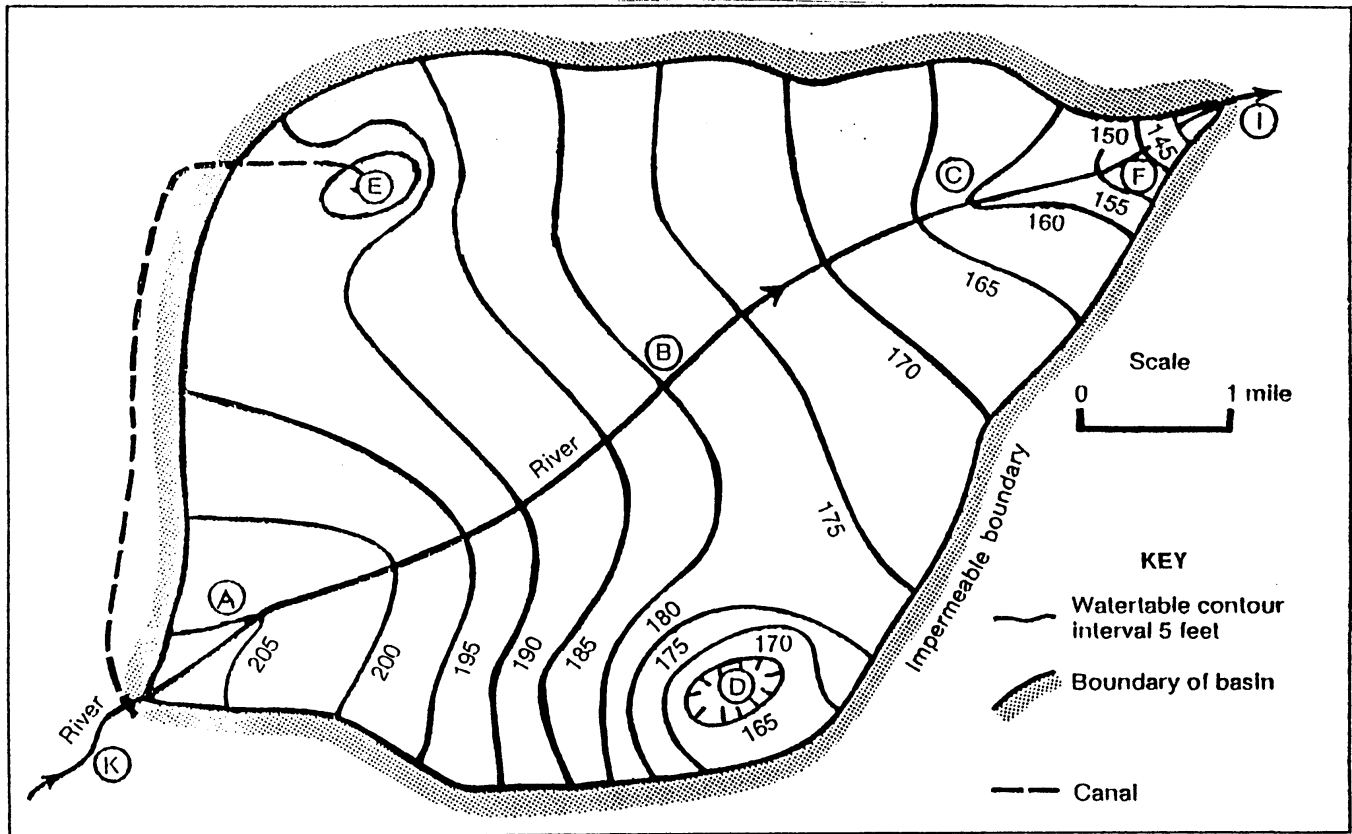 I
150
145
C
F
E
155
160
165
Scale
0 1 mile
B
170
River
175
Impermeable boundary
KEY
A
Watertable contour
interval 5 feet
205
200
195
190
185
180
175
170
D
165
Boundary of basin
River
K
Canal